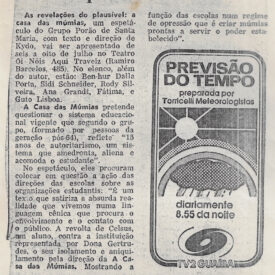 As revelações do plausível: a
casa das múmias, um espetá-
culo do Grupo Porão de Santa
Maria, com texto e direção de
Kydo, vai ser apresentado de
seis a oito de julho no Teatro
Ói Nóis Aqui Traveiz (Ramiro
Barcelos, 485). No elenco, além
do autor, estão: Ben-hur Dalla
Porta, Sidi Schneider, Rody Sil-
veira, Ana Grandi, Fátima, e
Guto Lisboa.
A Casa das Múmias pretende
questionar o sistema educacio-
nal vigente que segundo o gru-
po, (formado por pessoas da
geração pós-64), reflete "15
anos de autoritarismo, um sis-
tema que amedronta, aliena e
acomoda o estudante".
No espetáculo, eles procuram
colocar em questão a ação das
direções das escolas sobre as
organizações estudantis: "É um
texto que satiriza a absurda reali-
dade que vivemos numa lin-
guagem cênica que procura o
envolvimento e o contato com
o público. A revolta de Celsus,
um aluno, contra a instituição
representada por Dona Gertru-
des, o seu isolamento e aniqui-
lamento pela direção da A Ca-
sa das Múmias. Mostrando a
função das escolas num regime
de opressão que é criar múmias
prontas a servir o poder esta-
belecido".
PREVISÃO
DO TEMPO
preparada por
Torricelli Meteorologistas
diariamente
8.55 da noite
TV2 GUAÍBA